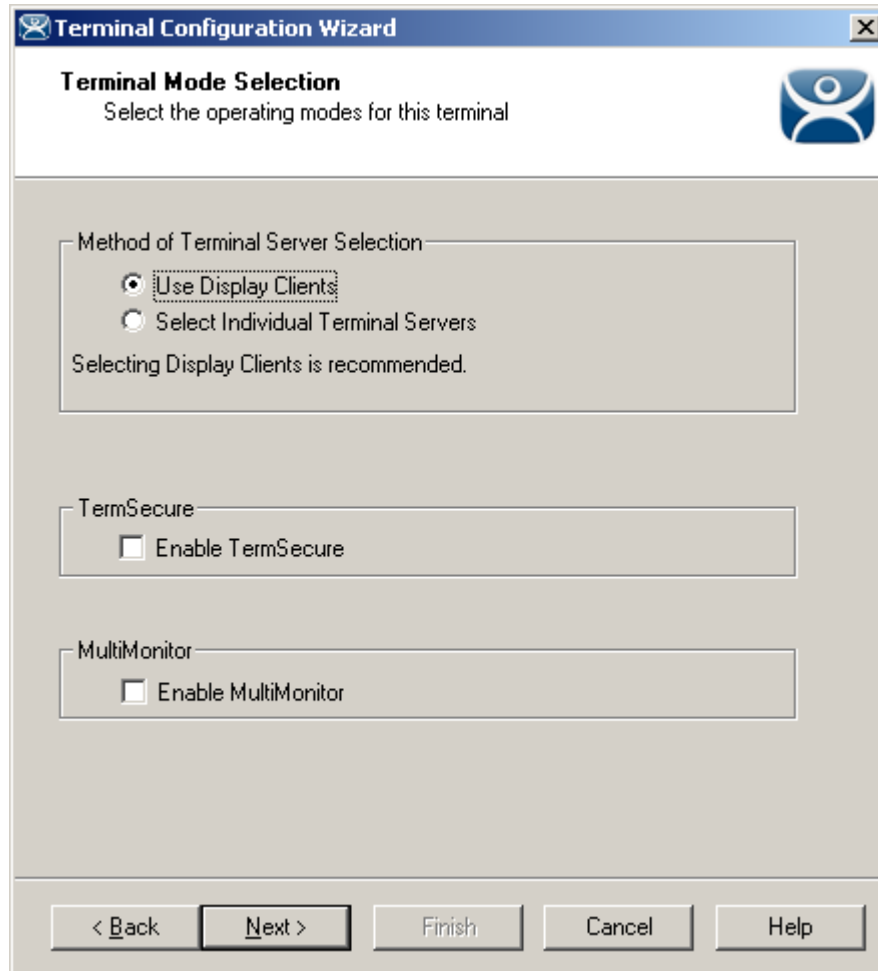 Terminal Configuration Wizard
Terminal Mode Selection
Select the operating modes for this terminal
Method of Terminal Server Selection
Use Display Clients
Select Individual Terminal Servers
Selecting Display Clients is recommended.
TermSecure
Enable TermSecure
MultiMonitor
Enable MultiMonitor
< Back Next > Finish Cancel Help